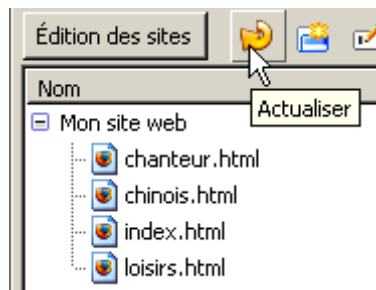 Édition des sites
Actualiser
Nom
Mon site web
chanteur.html
chinois.html
index.html
loisirs.html